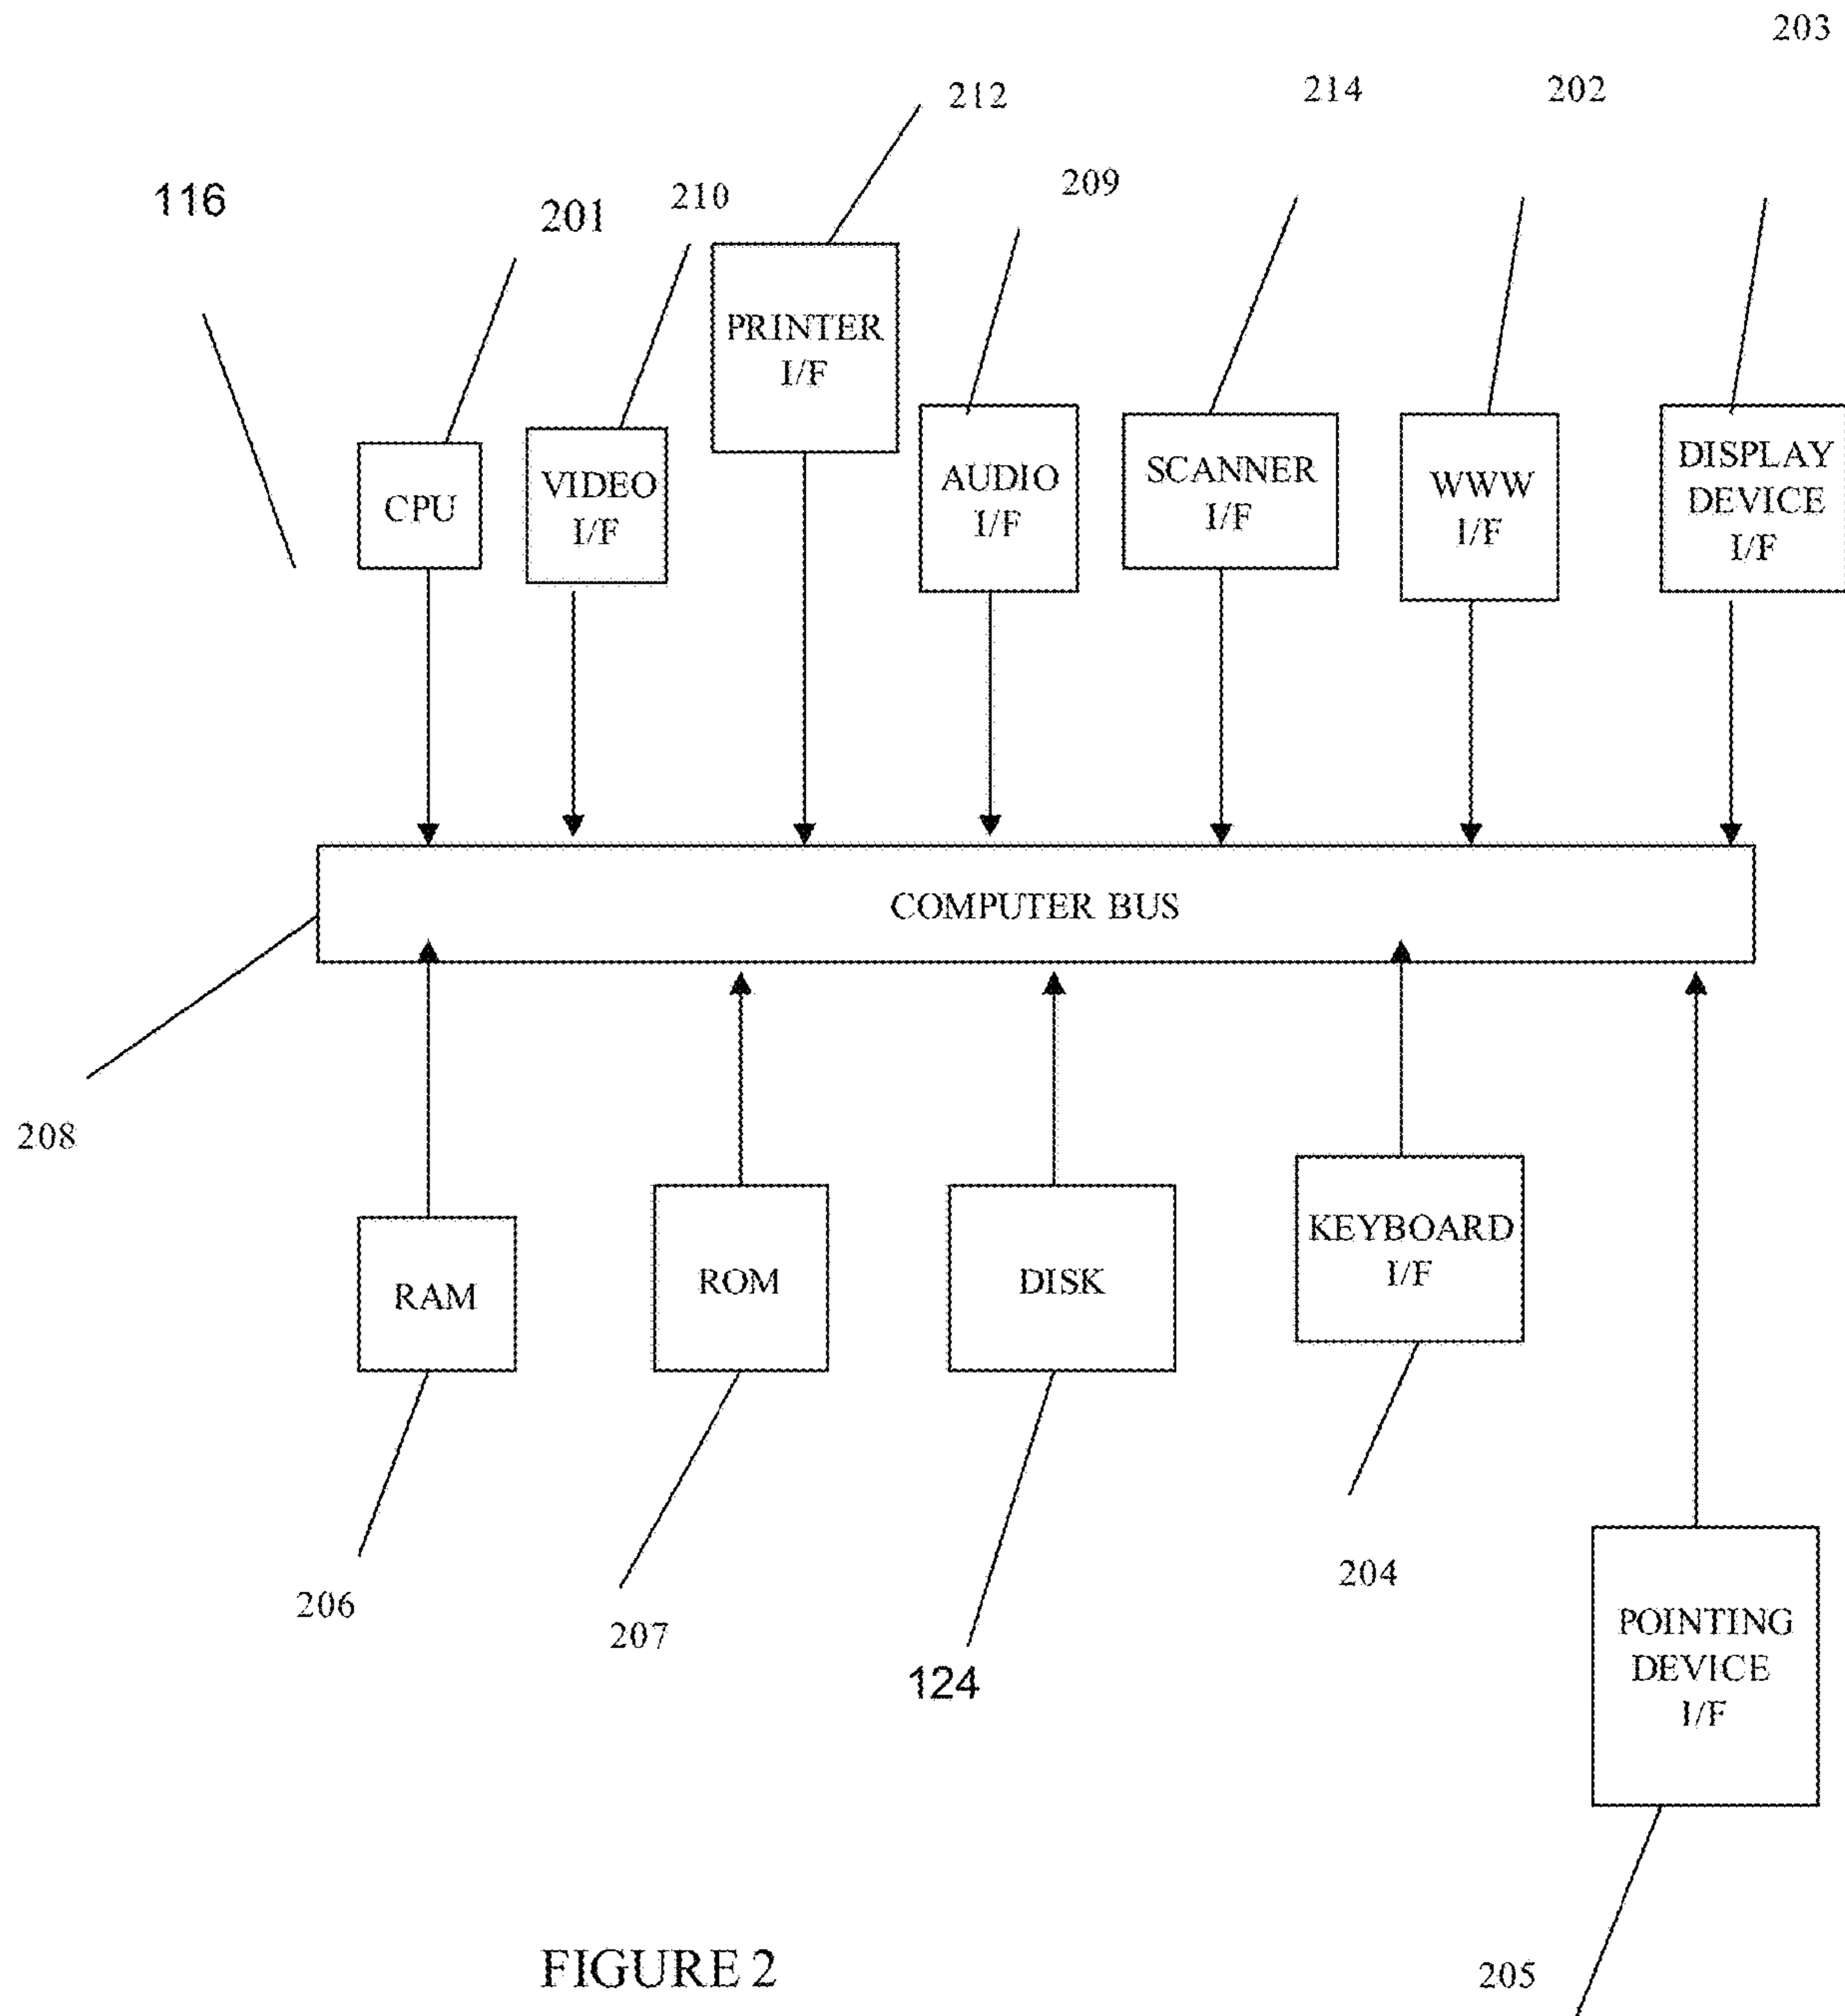 203
212
214
202
116
201
210
209
PRINTER
I/F
CPU
VIDEO
I/F
AUDIO
I/F
SCANNER
I/F
WWW
I/F
DISPLAY
DEVICE
I/F
COMPUTER BUS
208
RAM
ROM
DISK
KEYBOARD
I/F
206
207
124
204
POINTING
DEVICE
I/F
FIGURE 2
205